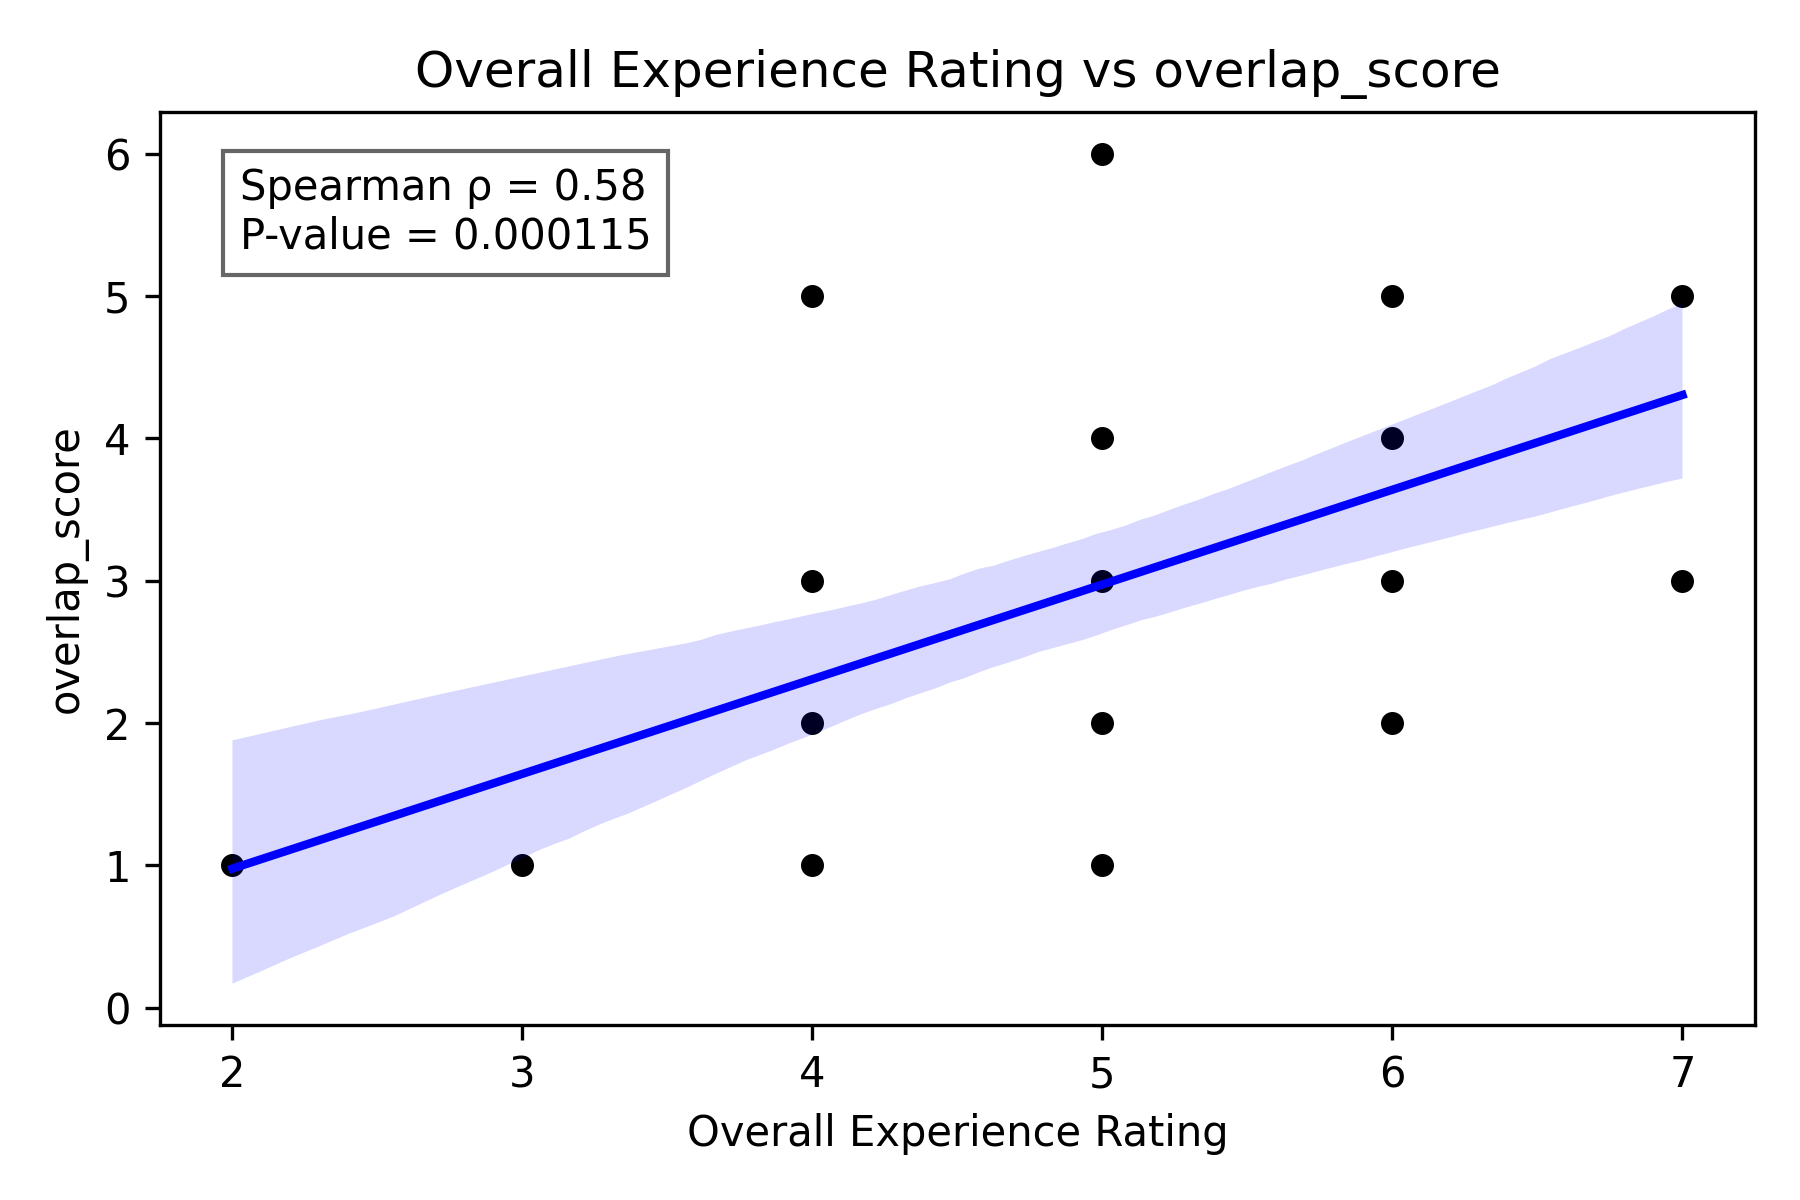 Overall Experience Rating vs overlap_score
Spearman ρ = 0.58
P-value = 0.000115
6
5
4
3
2
1
0
overlap_score
2 3 4 5 6 7
Overall Experience Rating